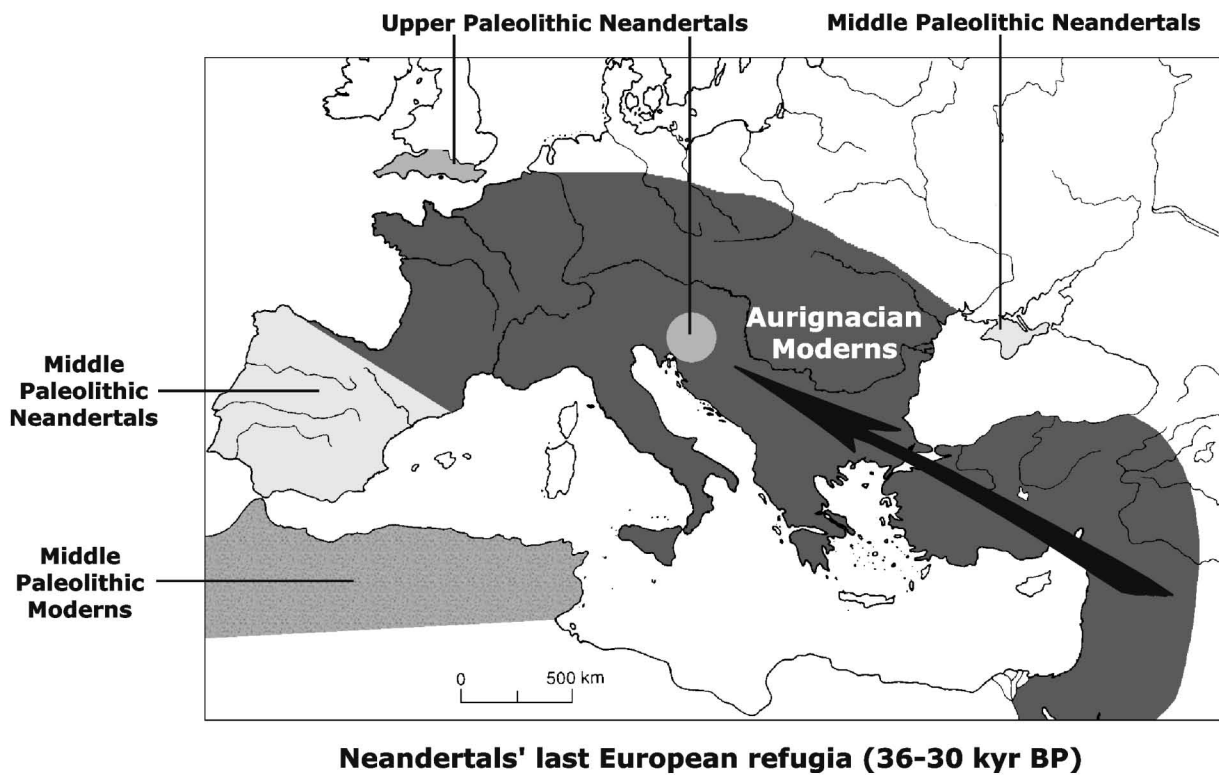 Upper Paleolithic Neandertals
Middle Paleolithic Neandertals
Aurignacian
Moderns
Middle
Paleolithic
Neandertals
Middle
Paleolithic
Moderns
0
500 km
Neandertals' last European refugia (36-30 kyr BP)